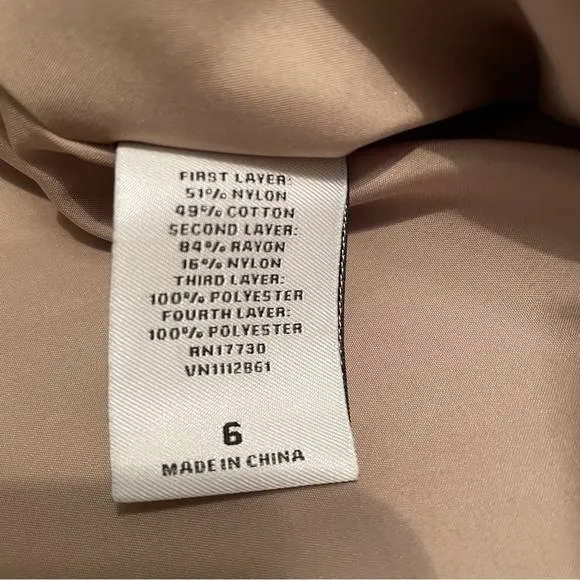 FIRST LAYER:
51% NYLON
49% COTTON
SECOND LAYER:
84% RAYON
16% NYLON
THIRD LAYER:
100% POLYESTER
FOURTH LAYER:
100% POLYESTER
RN17730
VN1112861
6
MADE IN CHINA